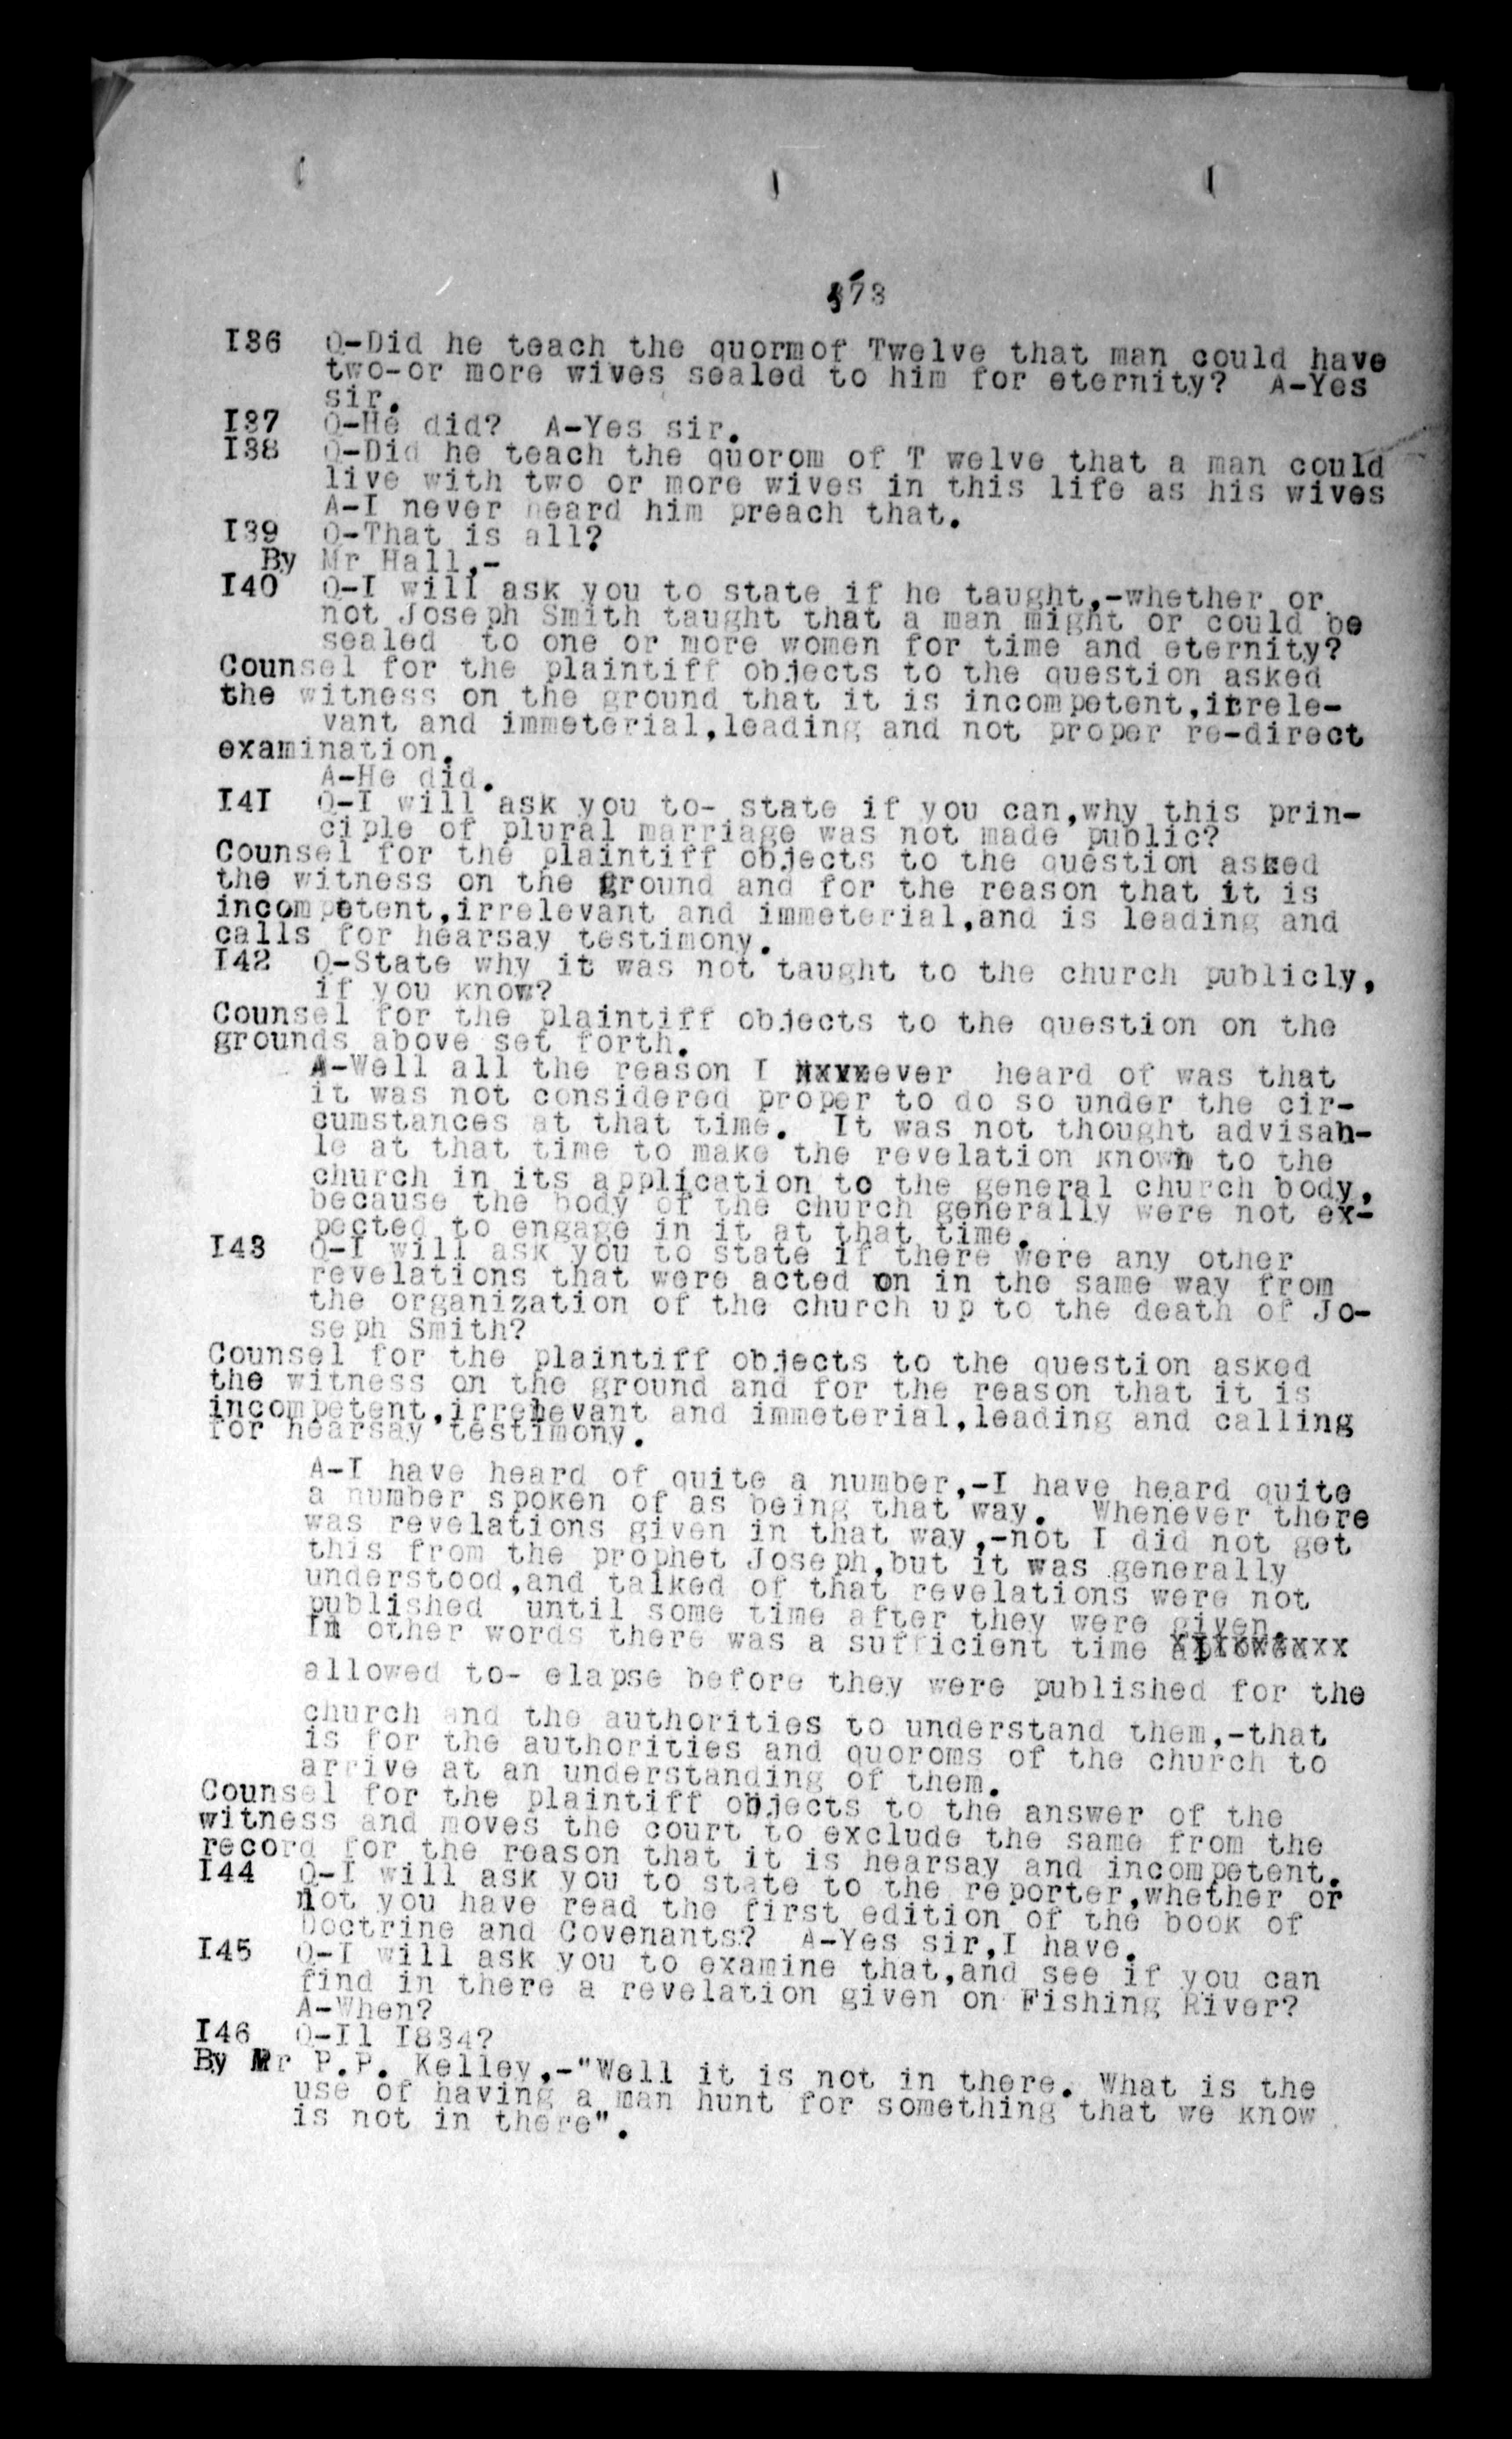 373
I36 Q-Did he teach the quormof Twelve that man could have
two-or more wives sealed to him for eternity? A-Yes
sir.
I37 Q-He did? A-Yes sir.
I38 Q-Did he teach the quorom of T welve that a man could
live with two or more wives in this life as his wives
A-I never heard him preach that.
I39 Q-That is all?
By Mr Hall,-
I40 Q-I will ask you to state if he taught,-whether or
not Joseph Smith taught that a man might or could be
sealed to one or more women for time and eternity?
Counsel for the plaintiff objects to the question asked
the witness on the ground that it is incompetent,irrele-
vant and immeterial,leading and not proper re-direct
examination.
A-He did.
I4I Q-I will ask you to- state if you can,why this prin-
ciple of plural marriage was not made public?
Counsel for the plaintiff objects to the question asked
the witness on the ground and for the reason that it is
incompetent,irrelevant and immeterial,and is leading and
calls for hearsay testimony.
I42 Q-State why it was not taught to the church publicly,
if you know?
Counsel for the plaintiff objects to the question on the
grounds above set forth.
A-Well all the reason I Nxvxever heard of was that
it was not considered proper to do so under the cir-
cumstances at that time. It was not thought advisab-
le at that time to make the revelation known to the
church in its application to the general church body,
because the body of the church generally were not ex-
pected to engage in it at that time.
I43 Q-I will ask you to state if there were any other
revelations that were acted on in the same way from
the organization of the church up to the death of Jo-
seph Smith?
Counsel for the plaintiff objects to the question asked
the witness on the ground and for the reason that it is
incompetent,irrelevant and immeterial,leading and calling
for hearsay testimony.
A-I have heard of quite a number,-I have heard quite
a number spoken of as being that way. Whenever there
was revelations given in that way,-not I did not get
this from the prophet Joseph,but it was generally
understood,and talked of that revelations were not
published until some time after they were given.
In other words there was a sufficient time
allowed to- elapse before they were published for the
church and the authorities to understand them,-that
is for the authorities and quoroms of the church to
arrive at an understanding of them.
Counsel for the plaintiff objects to the answer of the
witness and moves the court to exclude the same from the
record for the reason that it is hearsay and incompetent.
I44 Q-I will ask you to state to the reporter,whether or
not you have read the first edition of the book of
Doctrine and Covenants? A-Yes sir,I have.
I45 Q-I will ask you to examine that,and see if you can
find in there a revelation given on Fishing River?
A-When?
I46 Q-Il I834?
By Mr P.P. Kelley,-"Well it is not in there. What is the
use of having a man hunt for something that we know
is not in there".